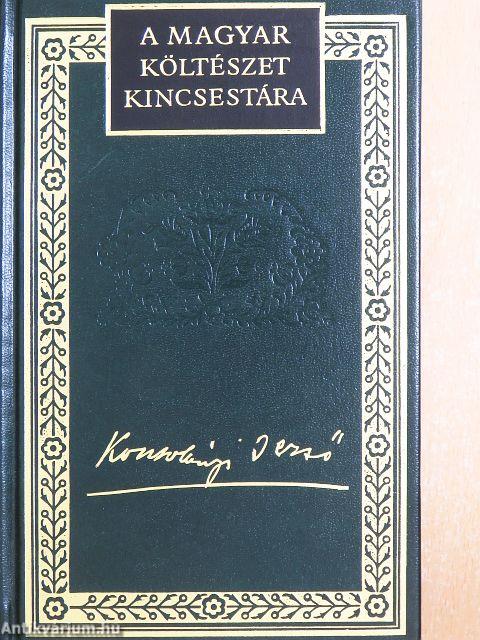 A MAGYAR
KÖLTÉSZET
KINCSESTÁRA
Kosztolányi Dezső
Antikvarium.hu